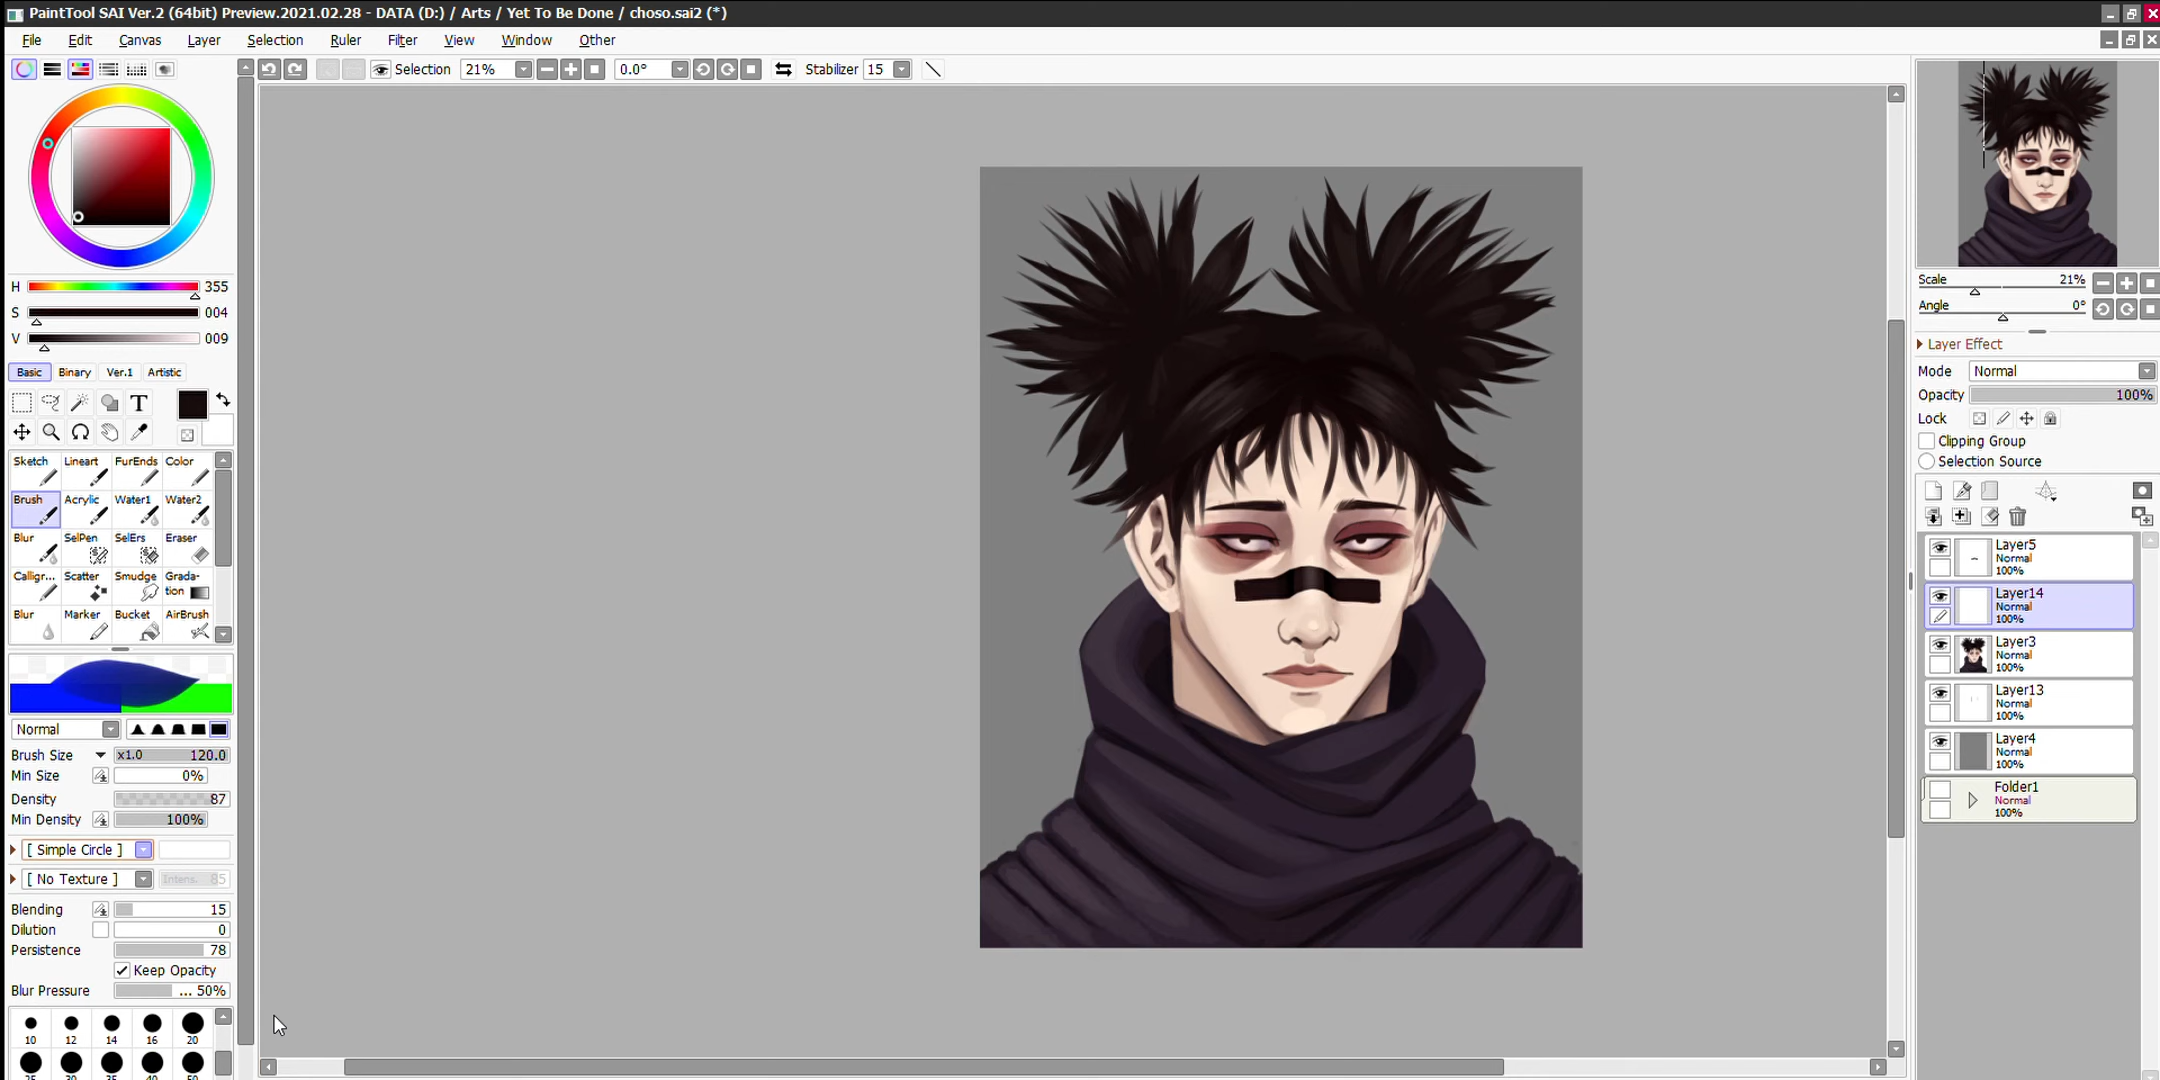 PaintTool SAI Ver.2 (64bit) Preview.2021.02.28 - DATA (D:) / Arts / Yet To Be Done / choso.sai2 (*)
File Edit Canvas Layer Selection Ruler Filter View Window Other
Selection 21% 0.0° Stabilizer 15
H 355
S 004
V 009
Basic Binary Ver.1 Artistic
T
Sketch Lineart FurEnds Color
Brush Acrylic Water1 Water2
Blur SelPen SelErs Eraser
Calligr... Scatter Smudge Grada-
tion
Blur Marker Bucket AirBrush
Normal
Brush Size x1.0 120.0
Min Size 0%
Density 87
Min Density 100%
[ Simple Circle ]
[ No Texture ] Intens. 85
Blending 15
Dilution 0
Persistence 78
Keep Opacity
Blur Pressure ... 50%
10 12 14 16 20
Scale 21%
Angle 0°
Layer Effect
Mode Normal
Opacity 100%
Lock
Clipping Group
Selection Source
Layer5
Normal
100%
Layer14
Normal
100%
Layer3
Normal
100%
Layer13
Normal
100%
Layer4
Normal
100%
Folder1
Normal
100%